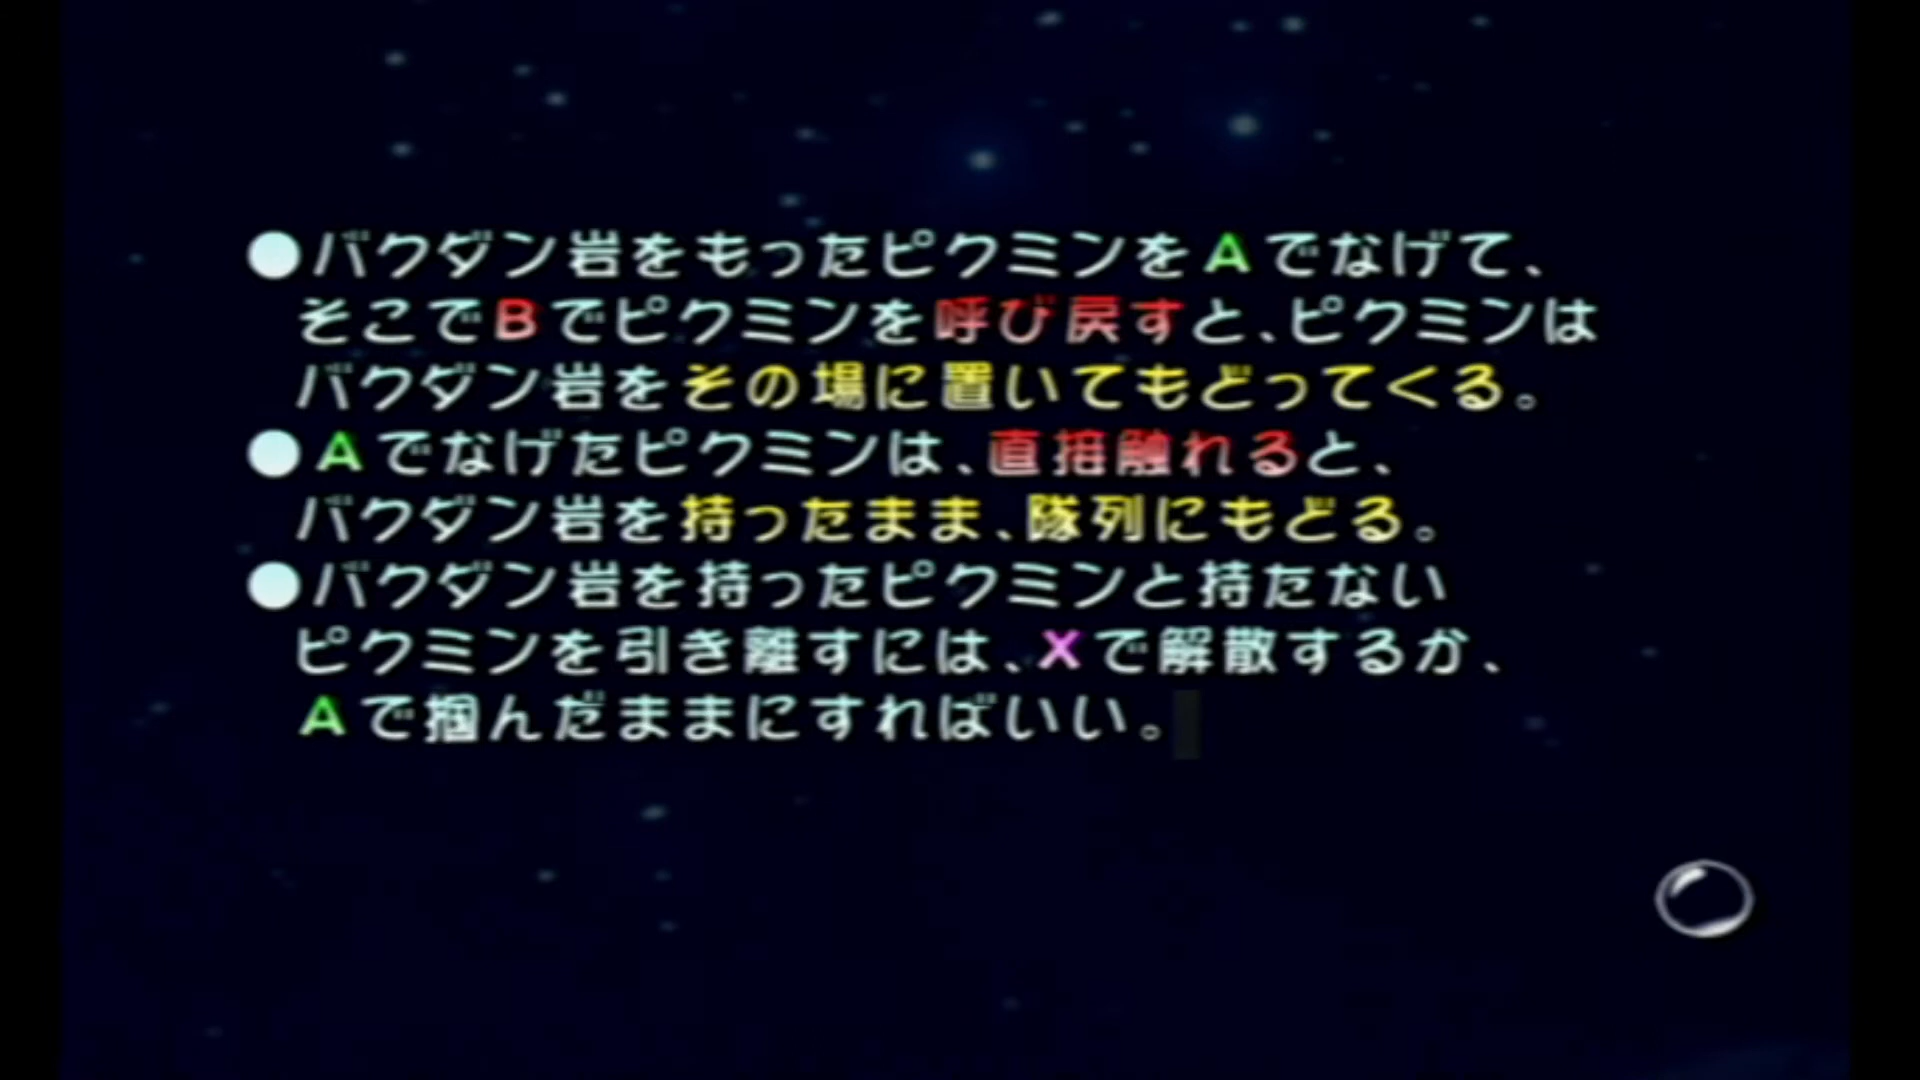 ●バクダン岩をもったピクミンをAでなげて、
そこでBでピクミンを呼び戻すと、ピクミンは
バクダン岩をその場に置いてもどってくる。
●Aでなげたピクミンは、直接触れると、
バクダン岩を持ったまま、隊列にもどる。
●バクダン岩を持ったピクミンと持たない
ピクミンを引き離すには、Xで解散するか、
Aで掴んだままにすればいい。